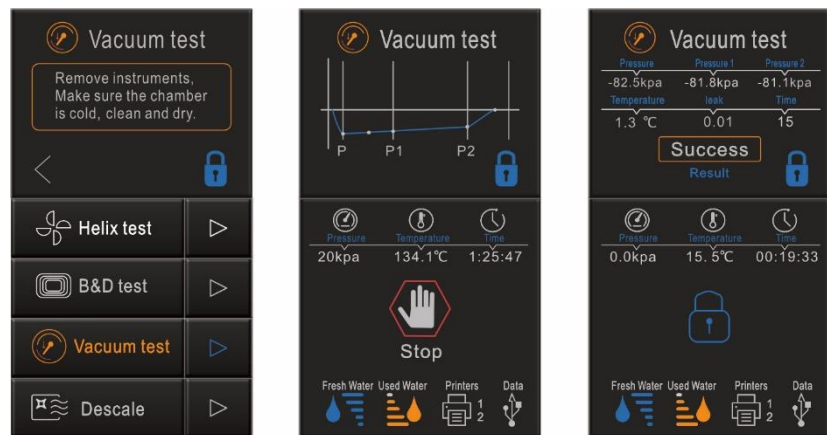 Vacuum test
Remove instruments,
Make sure the chamber
is cold, clean and dry.
Helix test
B&D test
Vacuum test
Descale
Vacuum test
P P1 P2
Pressure Temperature Time
20kpa 134.1℃ 1:25:47
Stop
Fresh Water Used Water Printers Data
1
2
Vacuum test
Pressure Pressure 1 Pressure 2
-82.5kpa -81.8kpa -81.1kpa
Temperature leak Time
1.3 ℃ 0.01 15
Success
Result
Pressure Temperature Time
0.0kpa 15.5℃ 00:19:33
Fresh Water Used Water Printers Data
1
2